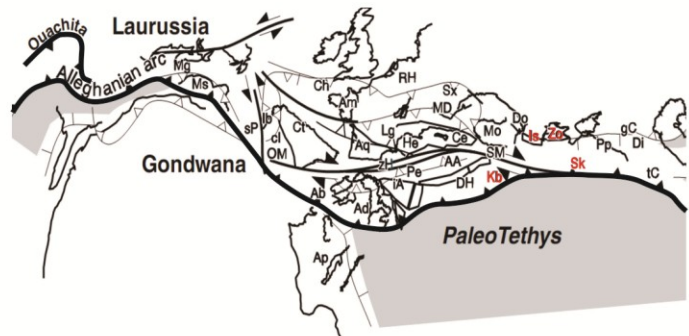 Ouachita
Laurussia
Alleghanian arc
Mg
Ms
Gondwana
sP
Ib
cI
OM
Ct
Ch
RH
Am
Sx
MD
Lg
Aq
He
Ce
Mo
Do
Is
Zo
Pp
gC
Di
zH
AA
SM
Sk
Pe
iA
DH
Kb
tC
Ab
Ad
Ap
PaleoTethys